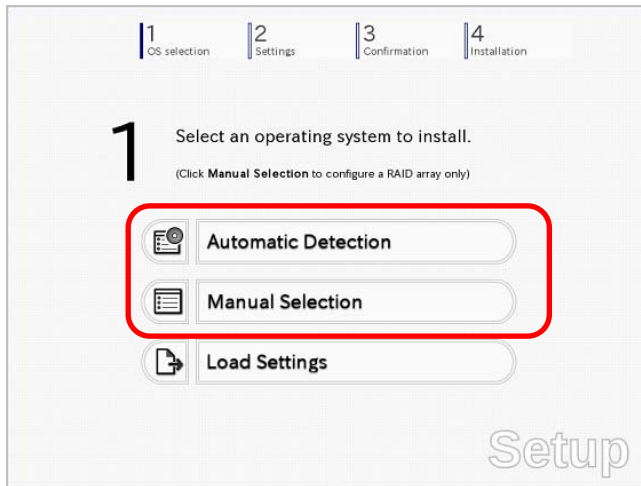 1
OS selection
2
Settings
3
Confirmation
4
Installation
1
Select an operating system to install.
(Click Manual Selection to configure a RAID array only)
Automatic Detection
Manual Selection
Load Settings
Setup